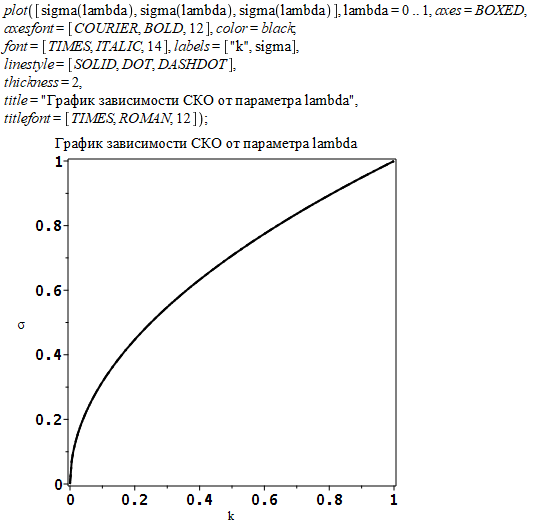 plot([sigma(lambda), sigma(lambda), sigma(lambda)], lambda = 0 .. 1, axes = BOXED,
axesfont = [COURIER, BOLD, 12], color = black,
font = [TIMES, ITALIC, 14], labels = ["k", sigma],
linestyle = [SOLID, DOT, DASHDOT],
thickness = 2,
title = "График зависимости СКО от параметра lambda",
titlefont = [TIMES, ROMAN, 12]);
График зависимости СКО от параметра lambda
1
0.8
0.6
σ
0.4
0.2
0
0 0.2 0.4 0.6 0.8 1
k